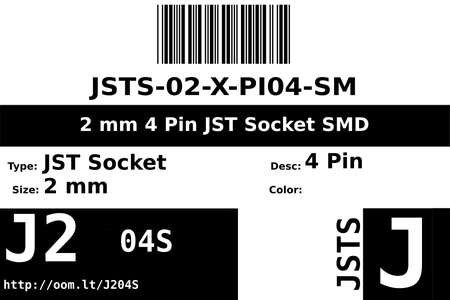 JSTS-02-X-PI04-SM
2 mm 4 Pin JST Socket SMD
Type: JST Socket
Desc: 4 Pin
Size: 2 mm
Color:
J2
04S
http://oom.lt/J204S
JSTS
J